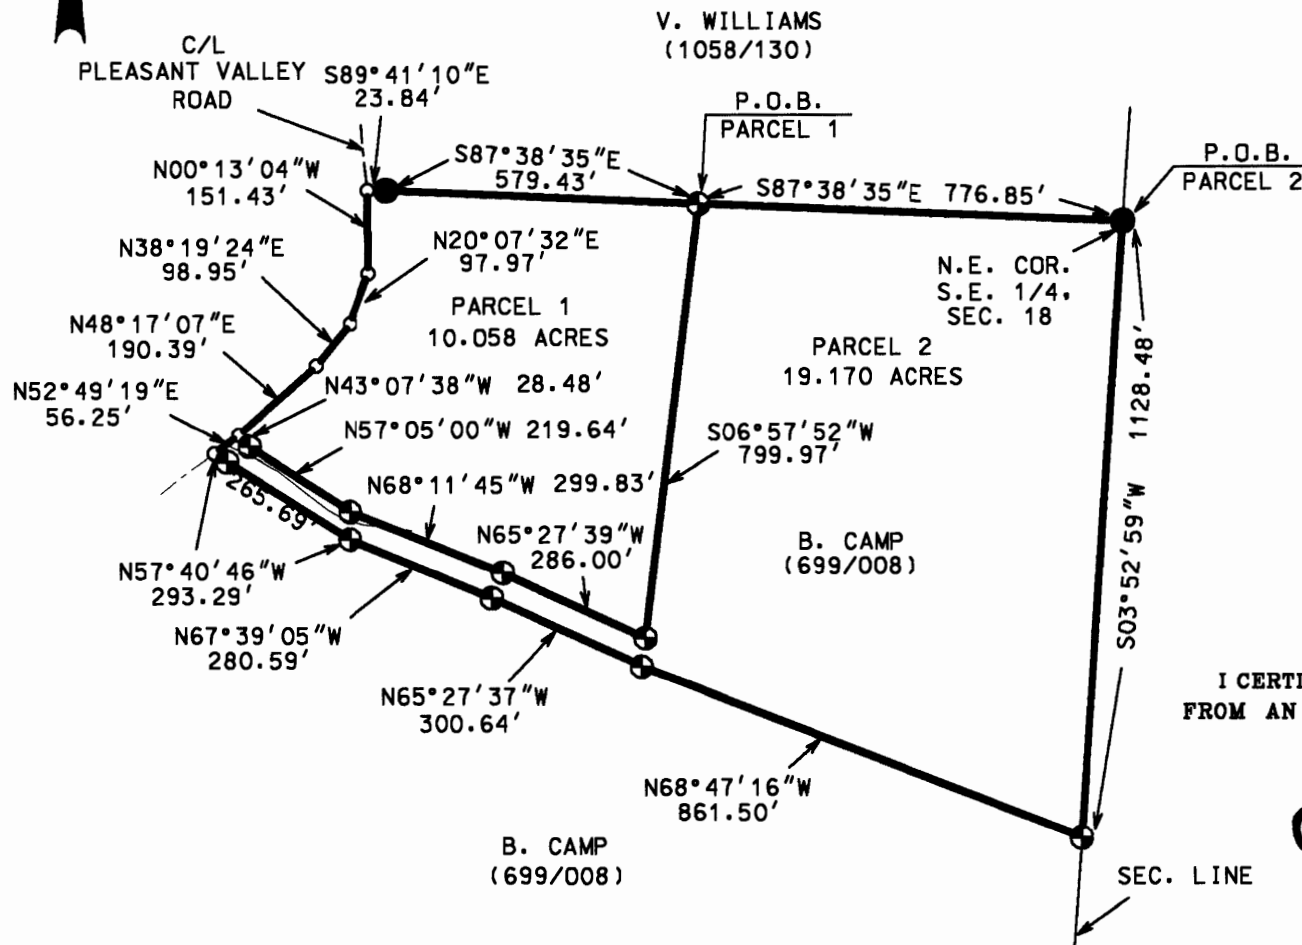 V. WILLIAMS
(1058/130)
C/L
PLEASANT VALLEY
ROAD
S89°41'10"E
23.84'
P.O.B.
PARCEL 1
P.O.B.
PARCEL 2
N00°13'04"W
151.43'
S87°38'35"E
579.43'
S87°38'35"E 776.85'
N38°19'24"E
98.95'
N20°07'32"E
97.97'
N.E. COR.
S.E. 1/4,
SEC. 18
PARCEL 1
10.058 ACRES
N48°17'07"E
190.39'
PARCEL 2
19.170 ACRES
1128.48'
S03°52'59"W
N52°49'19"E
56.25'
N43°07'38"W 28.48'
N57°05'00"W 219.64'
S06°57'52"W
799.97'
N68°11'45"W 299.83'
265.69'
N65°27'39"W
286.00'
B. CAMP
(699/008)
N57°40'46"W
293.29'
N67°39'05"W
280.59'
N65°27'37"W
300.64'
I CERTI
FROM AN
N68°47'16"W
861.50'
B. CAMP
(699/008)
SEC. LINE